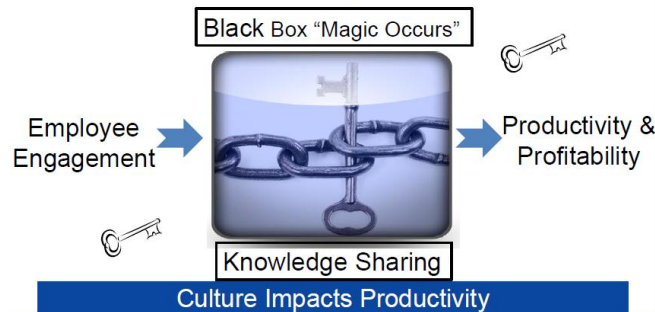 Black Box “Magic Occurs”
Employee
Engagement
Productivity &
Profitability
Knowledge Sharing
Culture Impacts Productivity